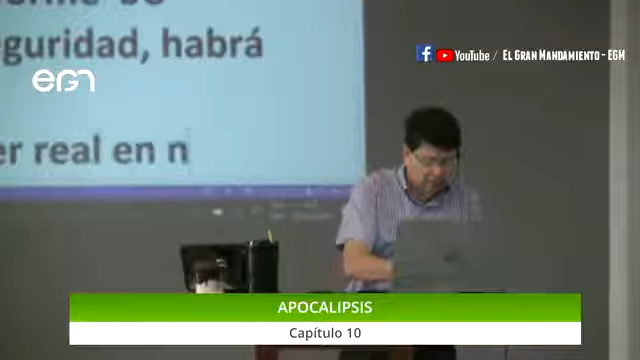 guridad, habrá
er real en n
EGM
YouTube / El Gran Mandamiento - EGM
APOCALIPSIS
Capítulo 10